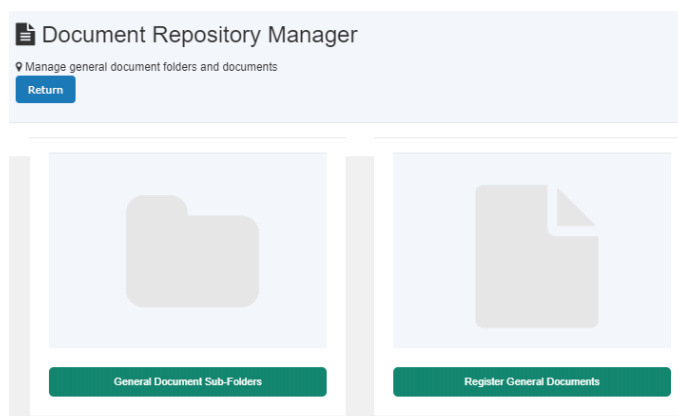 Document Repository Manager
Manage general document folders and documents
Return
General Document Sub-Folders
Register General Documents